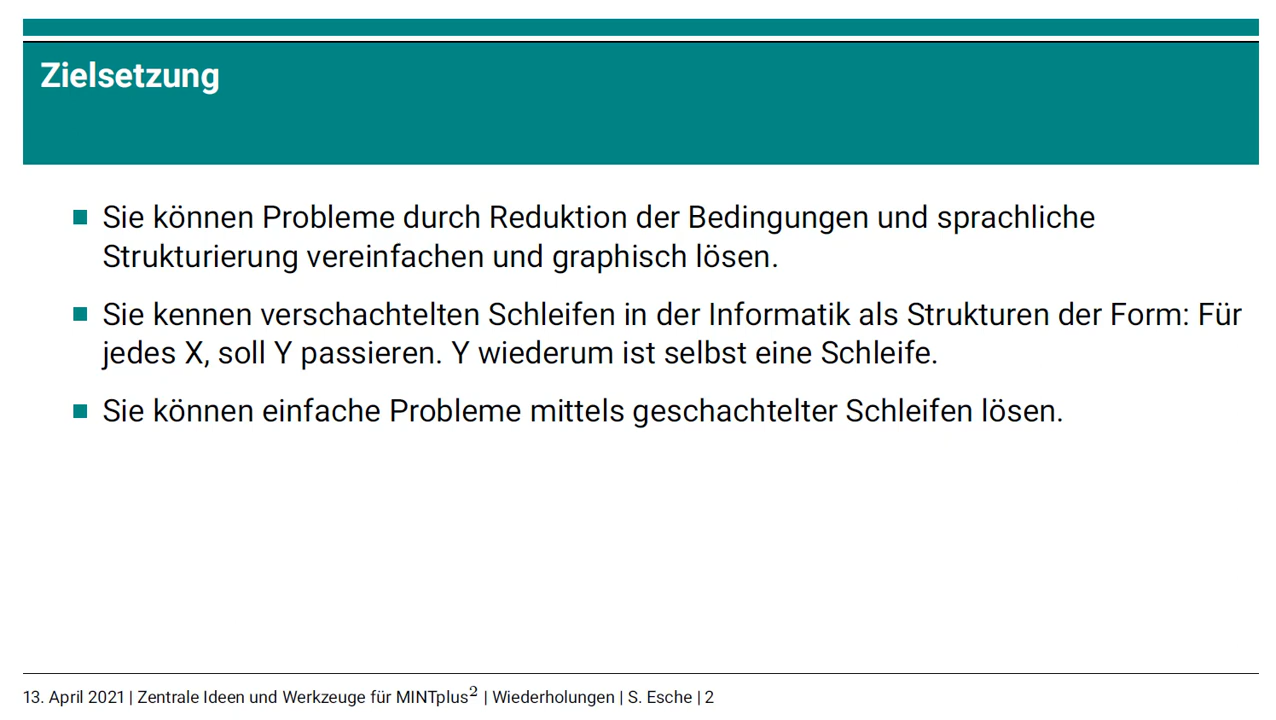 Zielsetzung
Sie können Probleme durch Reduktion der Bedingungen und sprachliche
Strukturierung vereinfachen und graphisch lösen.
Sie kennen verschachtelten Schleifen in der Informatik als Strukturen der Form: Für
jedes X, soll Y passieren. Y wiederum ist selbst eine Schleife.
Sie können einfache Probleme mittels geschachtelter Schleifen lösen.
13. April 2021 | Zentrale Ideen und Werkzeuge für MINTplus² | Wiederholungen | S. Esche | 2